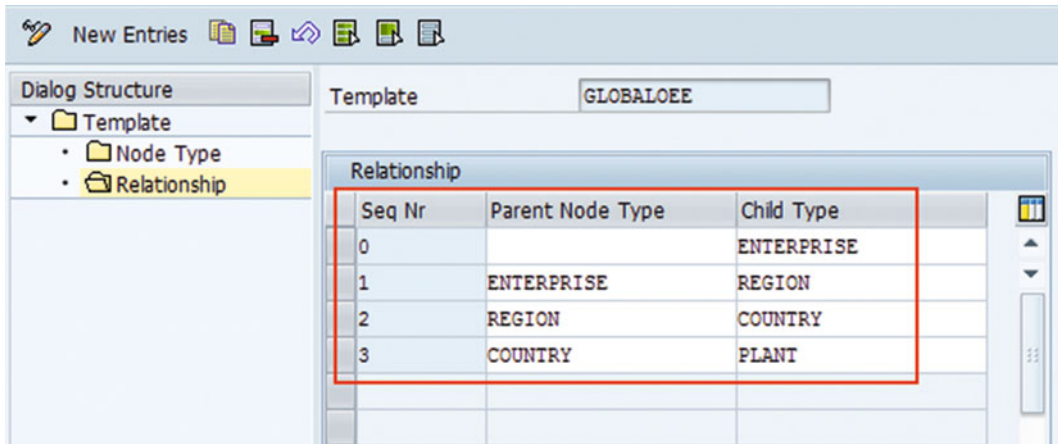 New Entries
Dialog Structure
Template
Node Type
Relationship
Template GLOBALOEE
Relationship
Seq Nr Parent Node Type Child Type
0 ENTERPRISE
1 ENTERPRISE REGION
2 REGION COUNTRY
3 COUNTRY PLANT